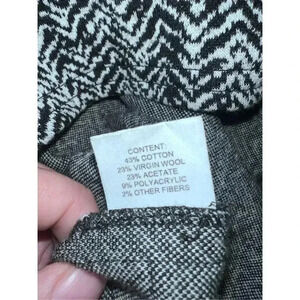 CONTENT:
43% COTTON
23% VIRGIN WOOL
23% ACETATE
9% POLYACRYLIC
2% OTHER FIBERS